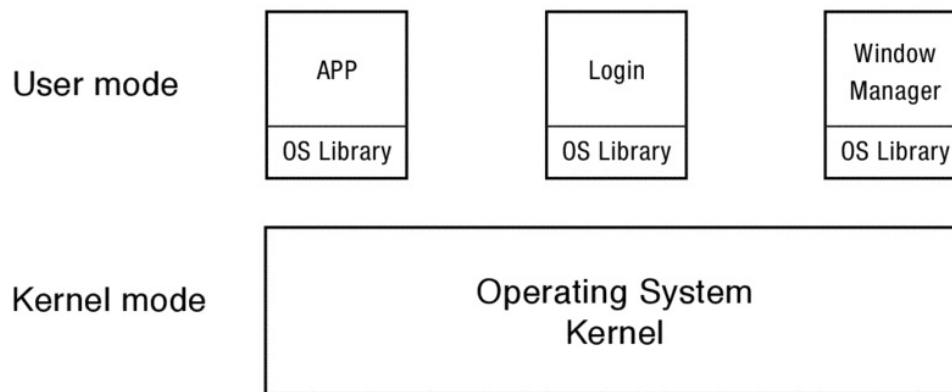 User mode
APP
OS Library
Login
OS Library
Window
Manager
OS Library
Kernel mode
Operating System
Kernel